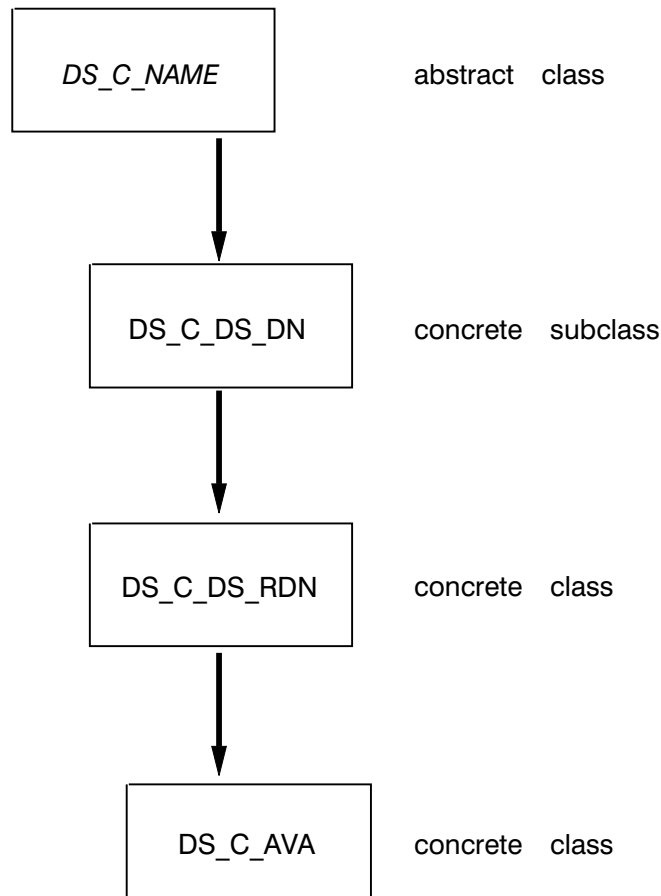 DS_C_NAME abstract class
DS_C_DS_DN concrete subclass
DS_C_DS_RDN concrete class
DS_C_AVA concrete class